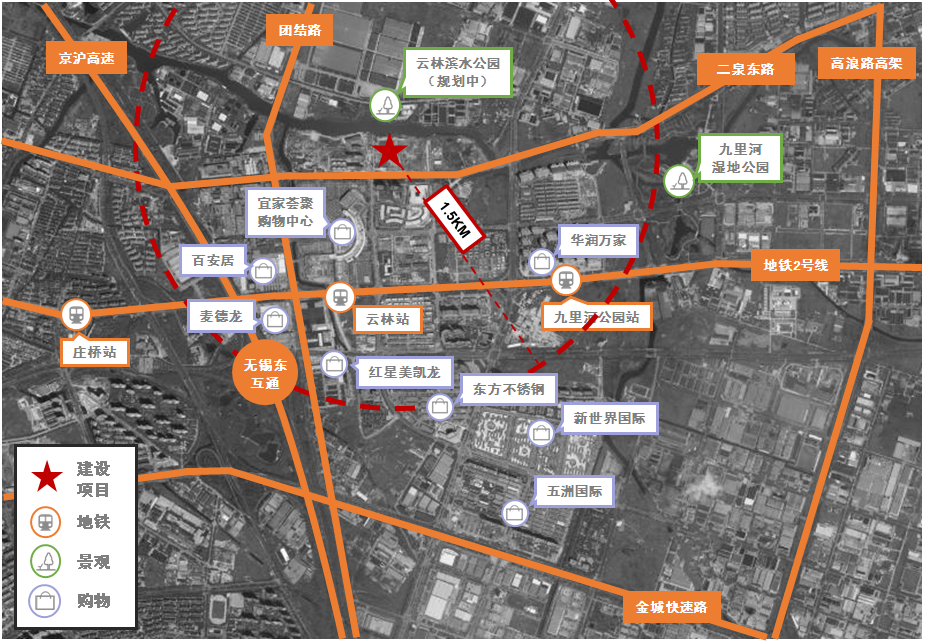 团结路
京沪高速
云林滨水公园
（规划中）
二泉东路
高浪路高架
九里河
湿地公园
1.5KM
宜家荟聚
购物中心
华润万家
百安居
地铁2号线
麦德龙
云林站
九里河公园站
庄桥站
无锡东
互通
红星美凯龙
东方不锈钢
新世界国际
五洲国际
建设
项目
地铁
景观
购物
金城快速路